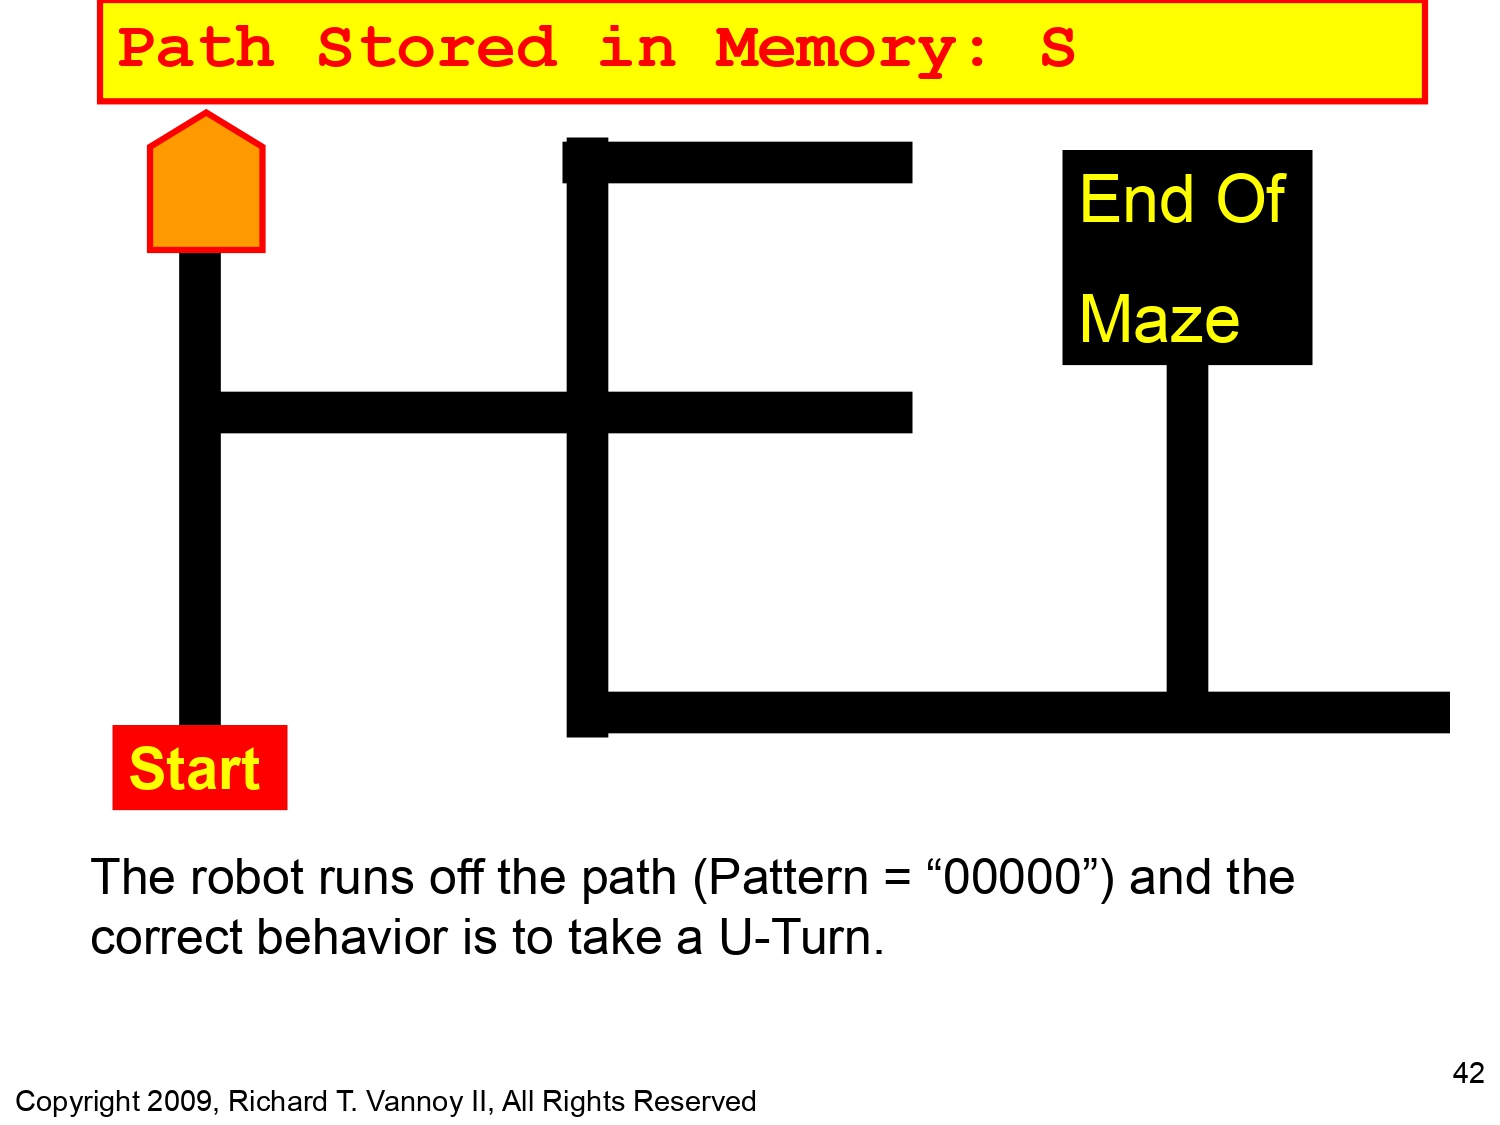 Path Stored in Memory: S
End Of
Maze
Start
The robot runs off the path (Pattern = “00000”) and the
correct behavior is to take a U-Turn.
42
Copyright 2009, Richard T. Vannoy II, All Rights Reserved